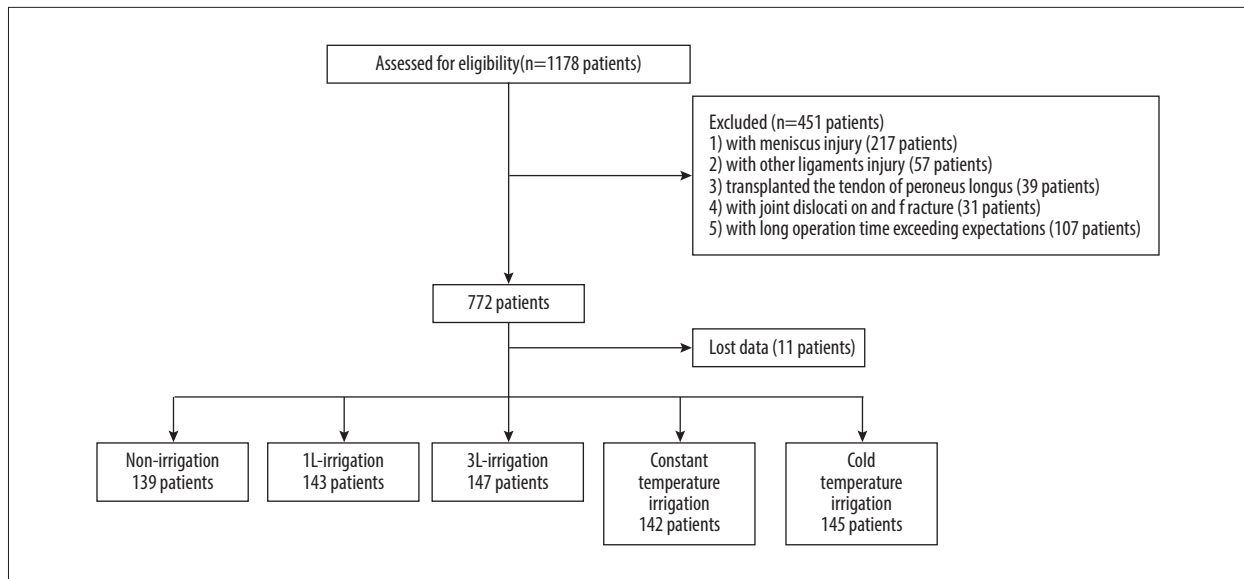 Assessed for eligibility(n=1178 patients)
Excluded (n=451 patients)
1) with meniscus injury (217 patients)
2) with other ligaments injury (57 patients)
3) transplanted the tendon of peroneus longus (39 patients)
4) with joint dislocati on and f racture (31 patients)
5) with long operation time exceeding expectations (107 patients)
772 patients
Lost data (11 patients)
Non-irrigation
139 patients
1L-irrigation
143 patients
3L-irrigation
147 patients
Constant
temperature
irrigation
142 patients
Cold
temperature
irrigation
145 patients